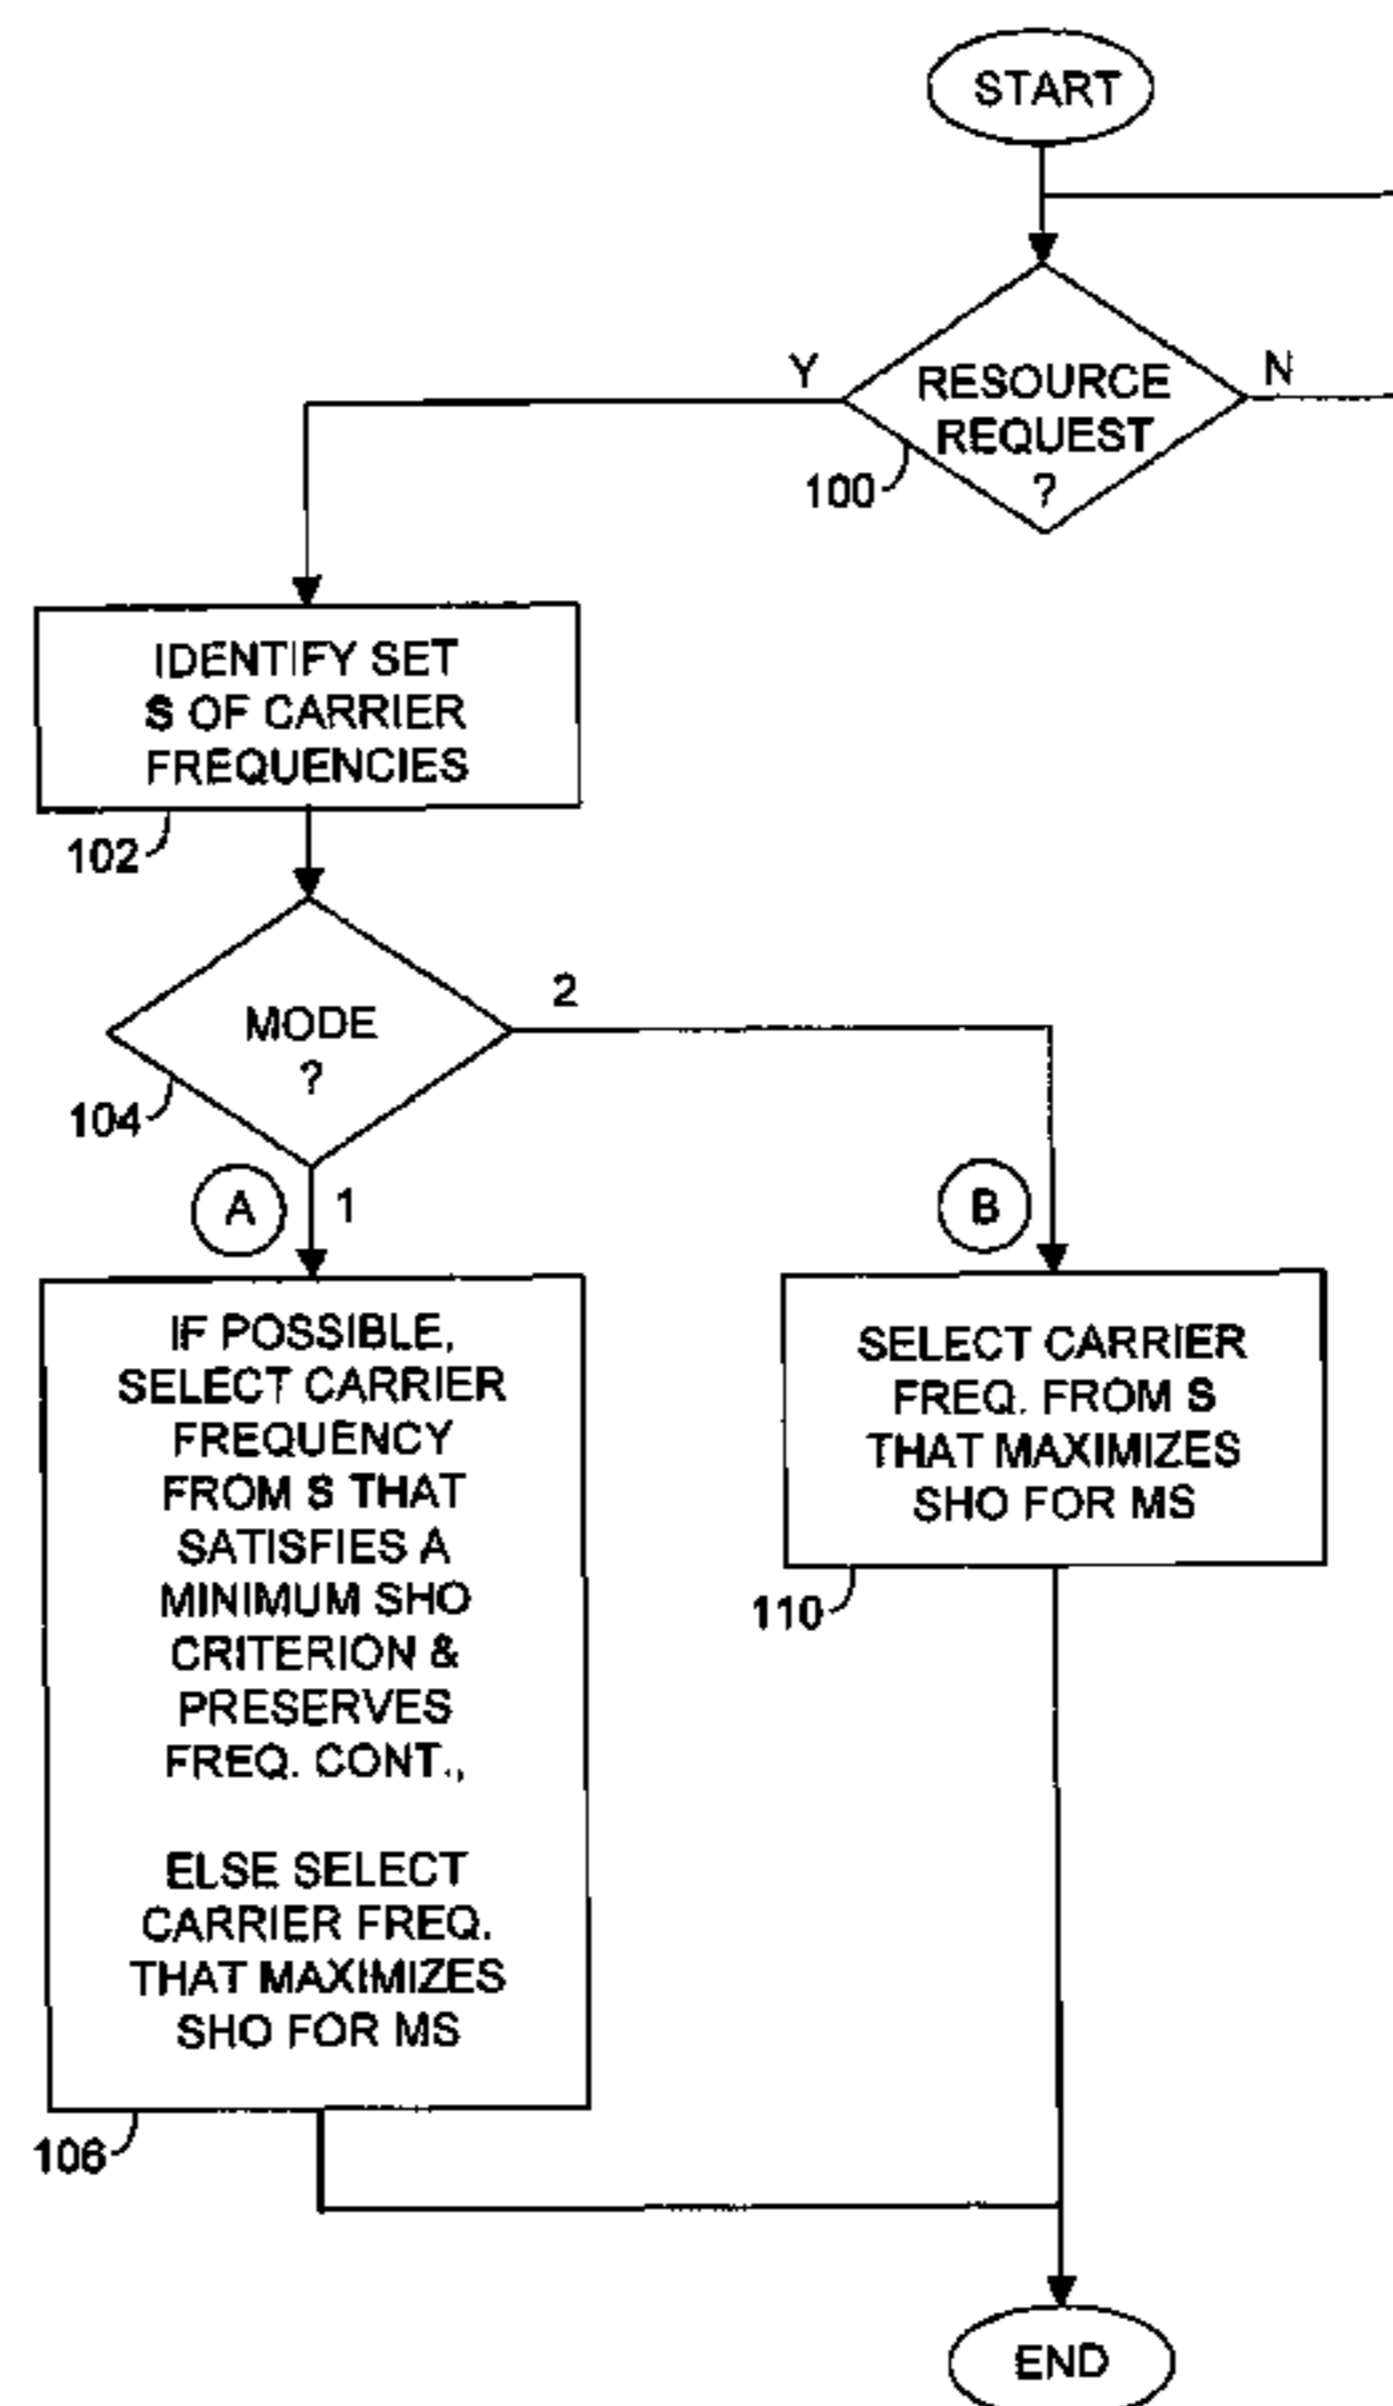 START
Y
RESOURCE
REQUEST
?
N
100
IDENTIFY SET
S OF CARRIER
FREQUENCIES
102
MODE
?
2
104
A
1
B
IF POSSIBLE,
SELECT CARRIER
FREQUENCY
FROM S THAT
SATISFIES A
MINIMUM SHO
CRITERION &
PRESERVES
FREQ. CONT.,
ELSE SELECT
CARRIER FREQ.
THAT MAXIMIZES
SHO FOR MS
106
SELECT CARRIER
FREQ. FROM S
THAT MAXIMIZES
SHO FOR MS
110
END